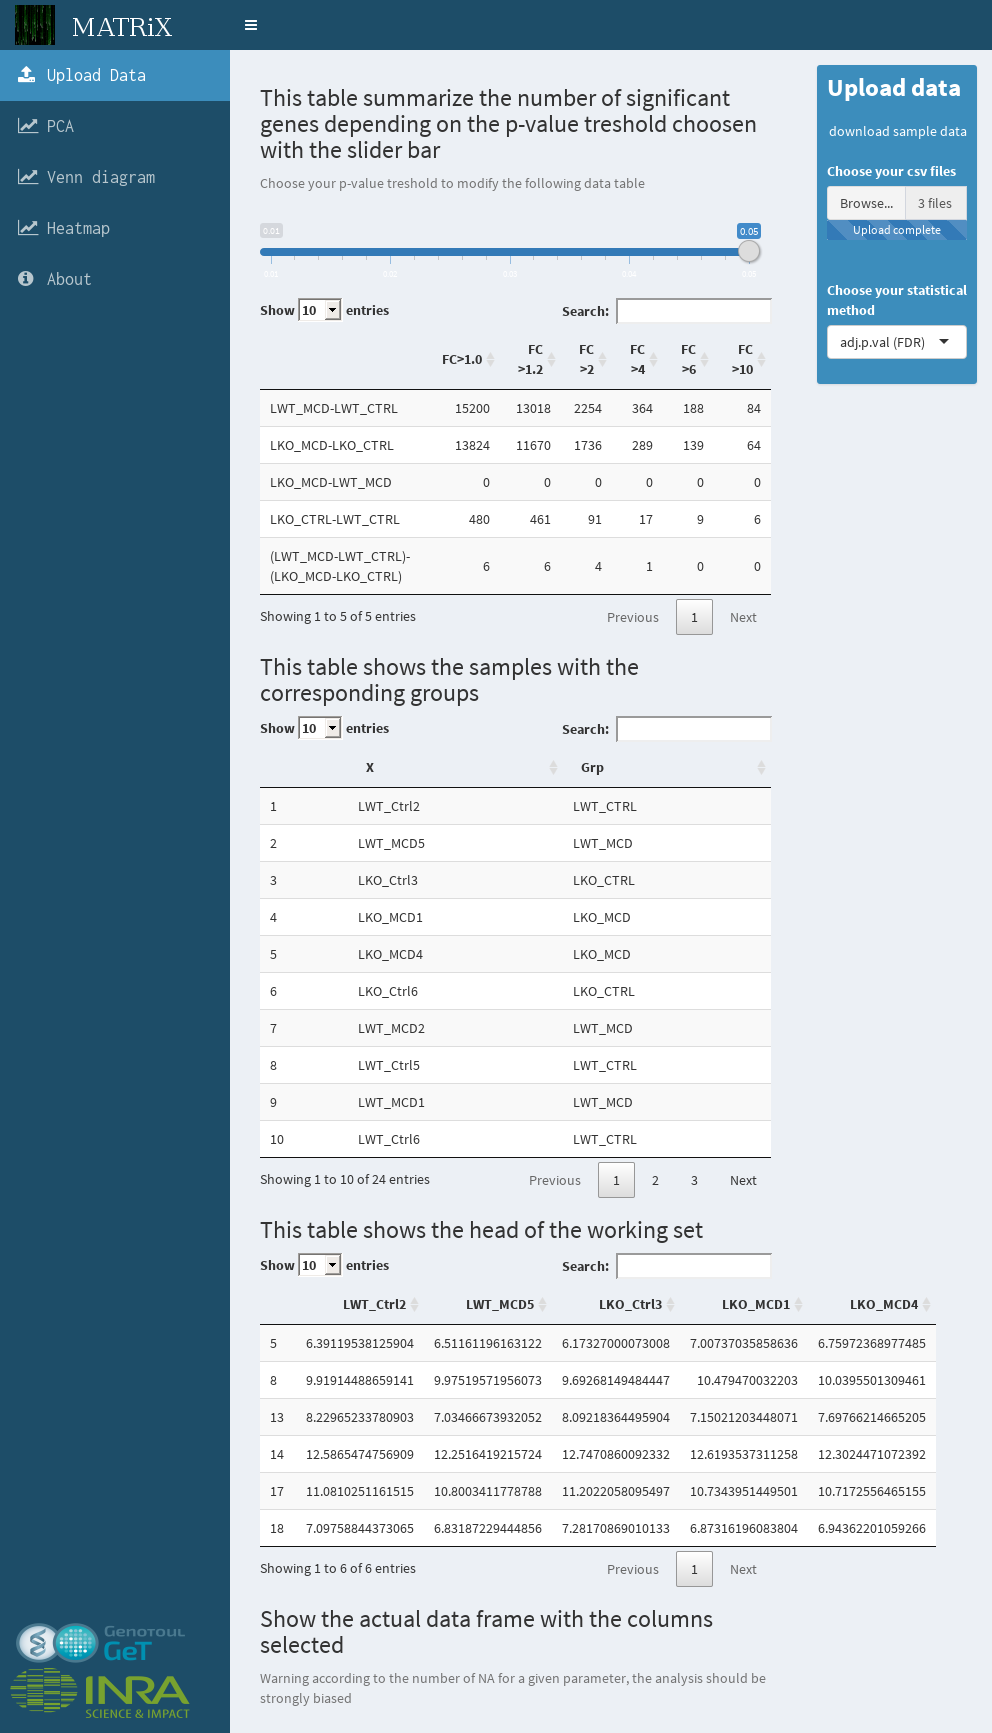 MATRiX
Upload Data
PCA
Venn diagram
Heatmap
About
This table summarize the number of significant
genes depending on the p-value treshold choosen
with the slider bar
Choose your p-value treshold to modify the following data table
0.01 0.05
0.01 0.02 0.03 0.04 0.05
Show 10 entries Search:
FC>1.0 FC >1.2 FC >2 FC >4 FC >6 FC >10
LWT_MCD-LWT_CTRL 15200 13018 2254 364 188 84
LKO_MCD-LKO_CTRL 13824 11670 1736 289 139 64
LKO_MCD-LWT_MCD 0 0 0 0 0 0
LKO_CTRL-LWT_CTRL 480 461 91 17 9 6
(LWT_MCD-LWT_CTRL)-
(LKO_MCD-LKO_CTRL) 6 6 4 1 0 0
Showing 1 to 5 of 5 entries Previous 1 Next
This table shows the samples with the
corresponding groups
Show 10 entries Search:
X Grp
1 LWT_Ctrl2 LWT_CTRL
2 LWT_MCD5 LWT_MCD
3 LKO_Ctrl3 LKO_CTRL
4 LKO_MCD1 LKO_MCD
5 LKO_MCD4 LKO_MCD
6 LKO_Ctrl6 LKO_CTRL
7 LWT_MCD2 LWT_MCD
8 LWT_Ctrl5 LWT_CTRL
9 LWT_MCD1 LWT_MCD
10 LWT_Ctrl6 LWT_CTRL
Showing 1 to 10 of 24 entries Previous 1 2 3 Next
This table shows the head of the working set
Show 10 entries Search:
LWT_Ctrl2 LWT_MCD5 LKO_Ctrl3 LKO_MCD1 LKO_MCD4
5 6.39119538125904 6.51161196163122 6.17327000073008 7.00737035858636 6.75972368977485
8 9.91914488659141 9.97519571956073 9.69268149484447 10.479470032203 10.0395501309461
13 8.22965233780903 7.03466673932052 8.09218364495904 7.15021203448071 7.69766214665205
14 12.5865474756909 12.2516419215724 12.7470860092332 12.6193537311258 12.3024471072392
17 11.0810251161515 10.8003411778788 11.2022058095497 10.7343951449501 10.7172556465155
18 7.09758844373065 6.83187229444856 7.28170869010133 6.87316196083804 6.94362201059266
Showing 1 to 6 of 6 entries Previous 1 Next
Show the actual data frame with the columns
selected
Warning according to the number of NA for a given parameter, the analysis should be
strongly biased
Upload data
download sample data
Choose your csv files
Browse... 3 files
Upload complete
Choose your statistical
method
adj.p.val (FDR)
GENOTOUL
GeT
INRA
SCIENCE & IMPACT